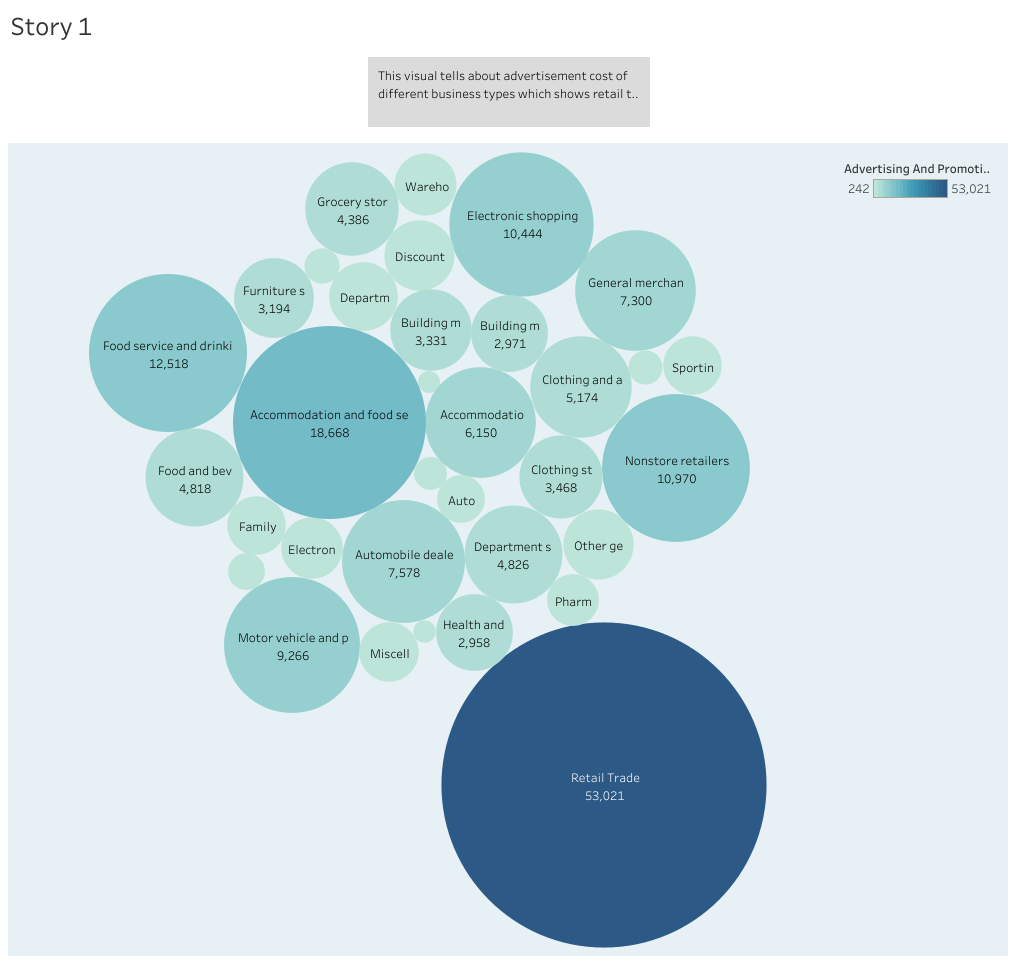 Story 1
This visual tells about advertisement cost of
different business types which shows retail t..
Advertising And Promoti..
242
53,021
Wareho
Grocery stor
4,386
Electronic shopping
10,444
Discount
General merchan
7,300
Furniture s
3,194
Departm
Building m
3,331
Building m
2,971
Food service and drinki
12,518
Sportin
Clothing and a
5,174
Accommodation and food se
18,668
Accommodatio
6,150
Nonstore retailers
10,970
Food and bev
4,818
Clothing st
3,468
Auto
Family
Electron
Automobile deale
7,578
Department s
4,826
Other ge
Pharm
Motor vehicle and p
9,266
Miscell
Health and
2,958
Retail Trade
53,021